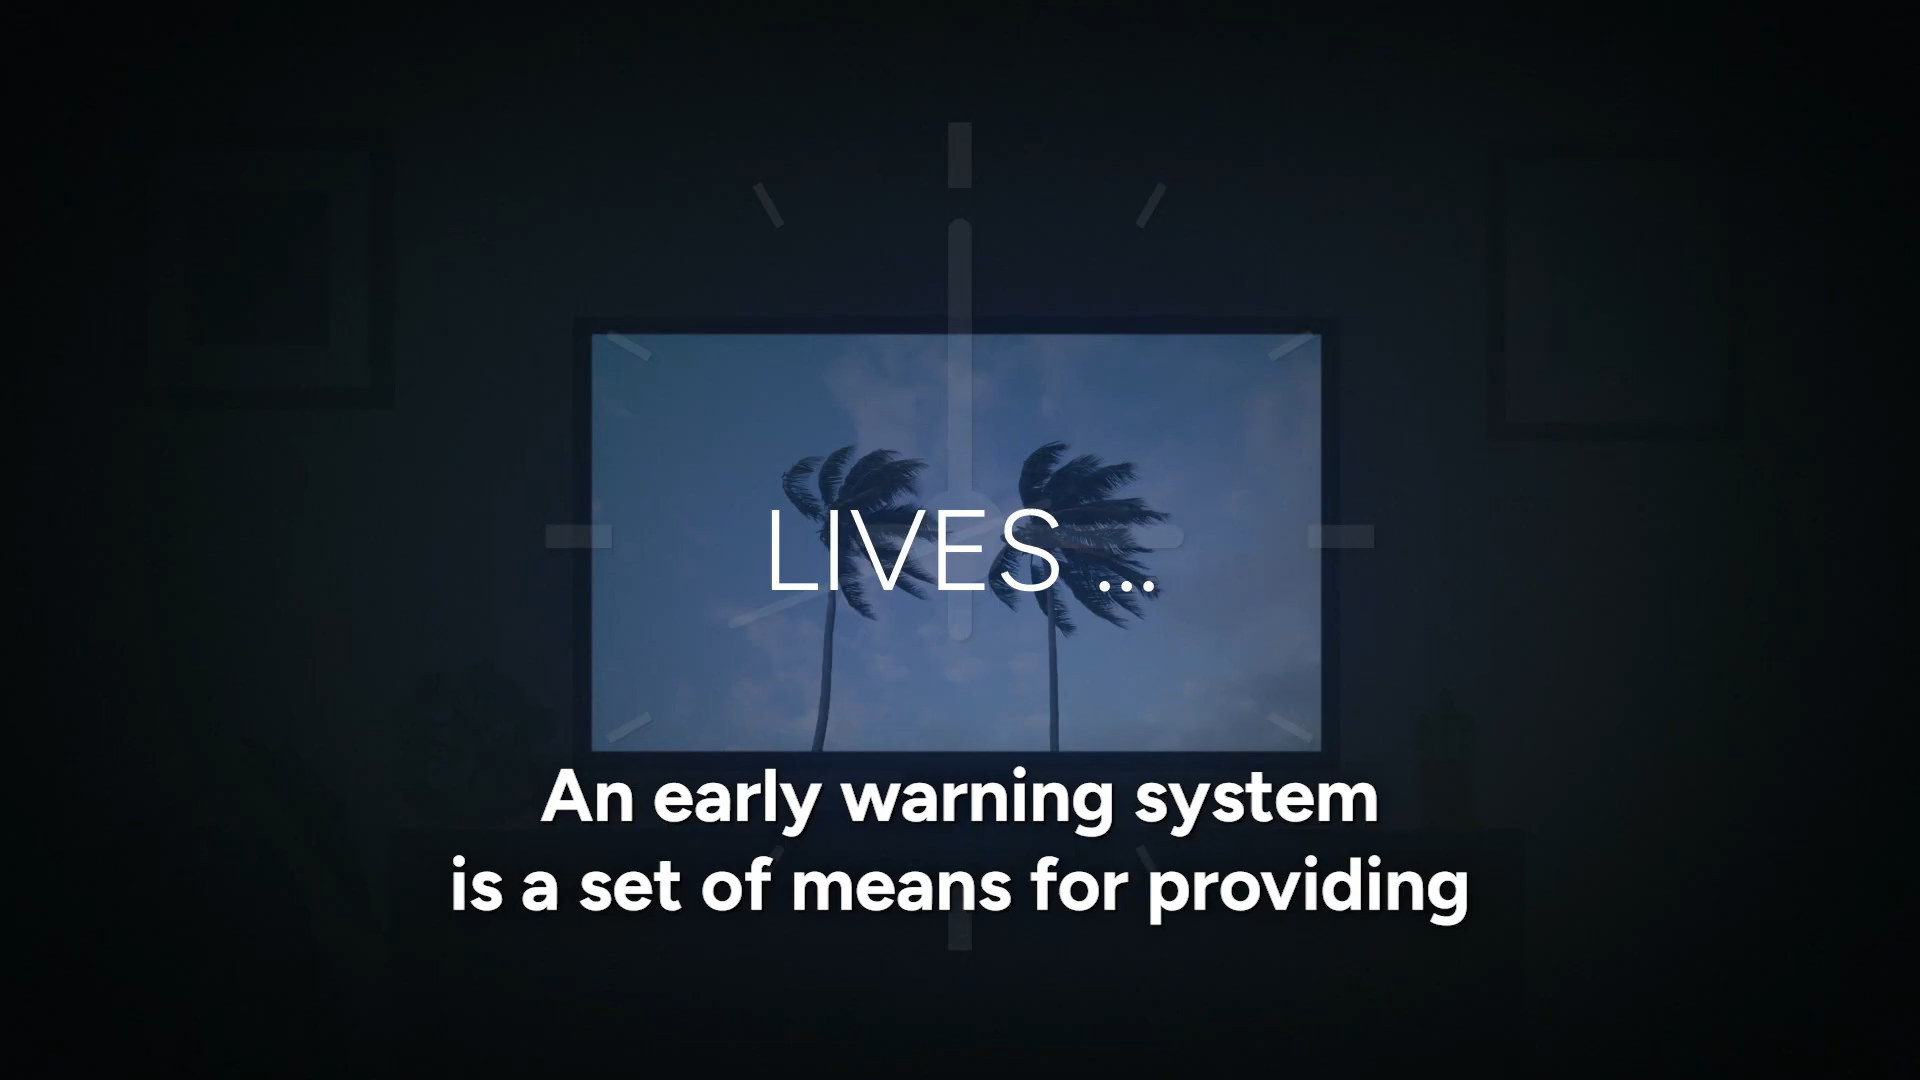 LIVES ...
An early warning system
is a set of means for providing